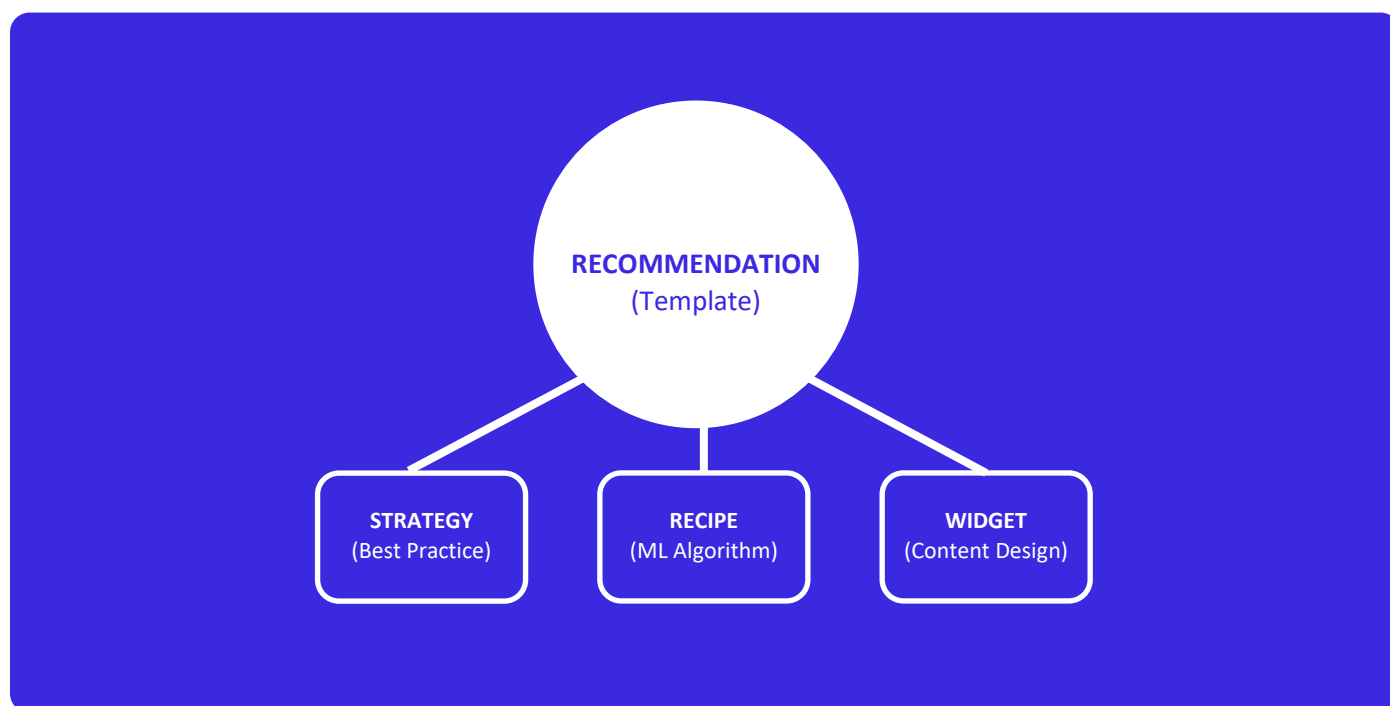 RECOMMENDATION
(Template)
STRATEGY
(Best Practice)
RECIPE
(ML Algorithm)
WIDGET
(Content Design)